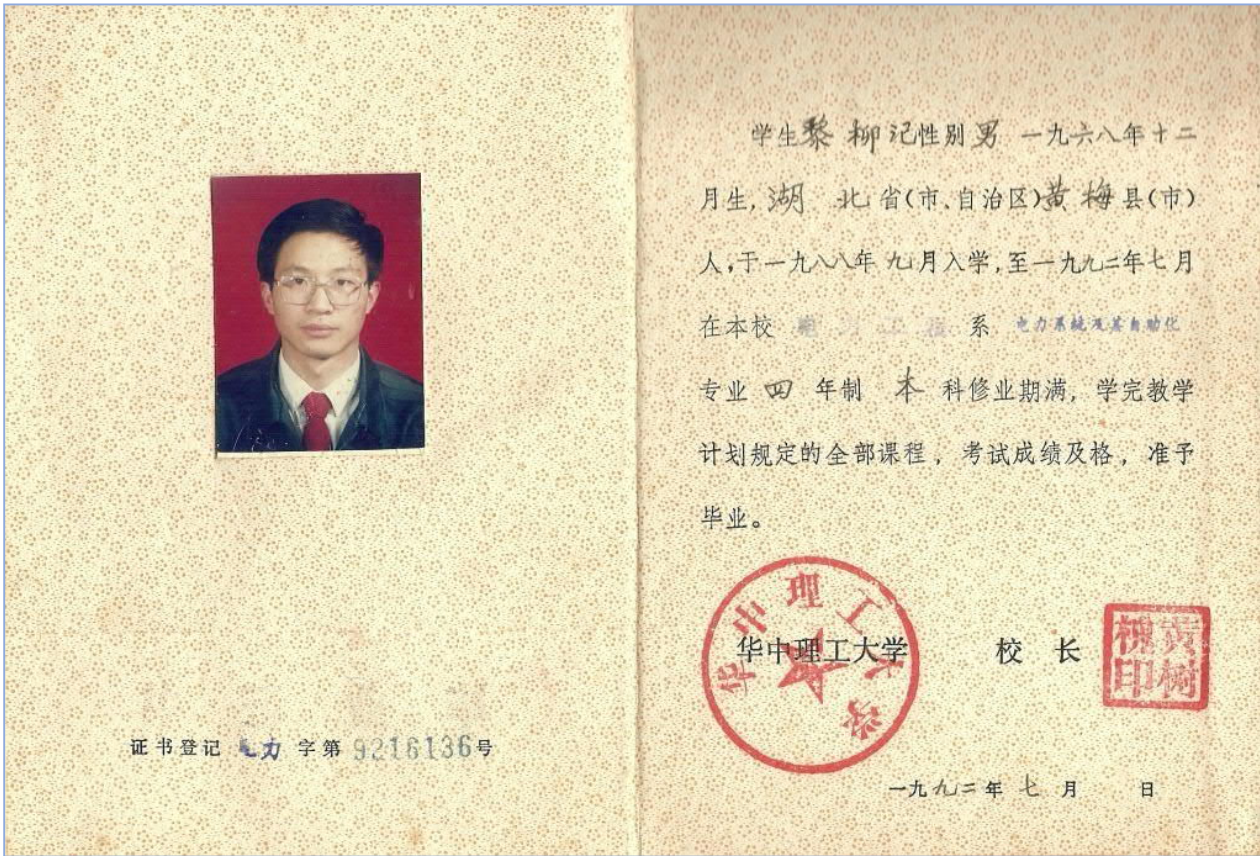 证书登记 电力 字第 9216136号
学生黎柳记性别男 一九六八年十二
月生, 湖 北 省(市、自治区)黄梅县(市)
人,于一九八八年九月入学,至一九九二年七月
在本校 工程 系 电力系统及其自动化
专业 四 年制 本 科修业期满, 学完教学
计划规定的全部课程, 考试成绩及格, 准予
毕业。
华中理工大学
华中理工大学 校 长
黄树槐印
一九九二年 七 月 日